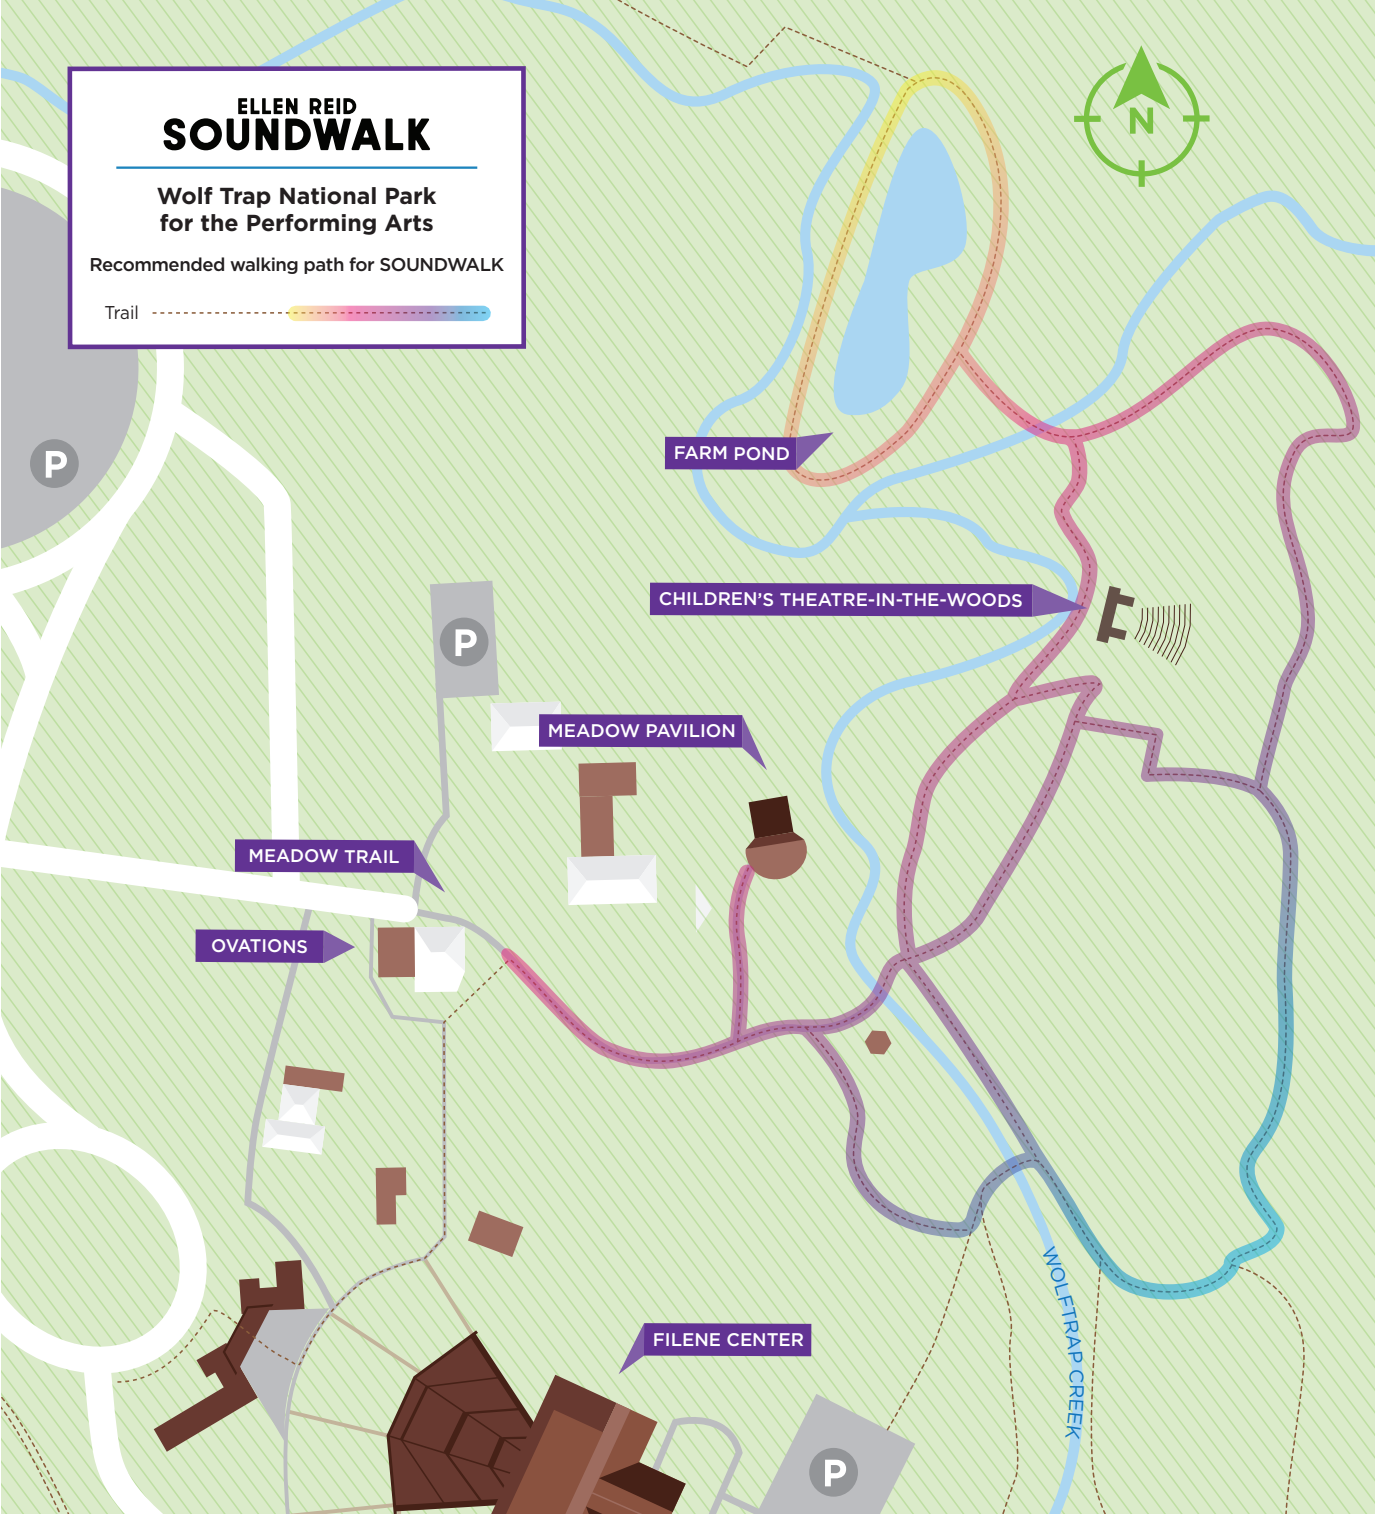 ELLEN REID
SOUNDWALK
Wolf Trap National Park
for the Performing Arts
Recommended walking path for SOUNDWALK
Trail
N
P
FARM POND
CHILDREN'S THEATRE-IN-THE-WOODS
P
MEADOW PAVILION
MEADOW TRAIL
OVATIONS
WOLFTRAP CREEK
FILENE CENTER
P